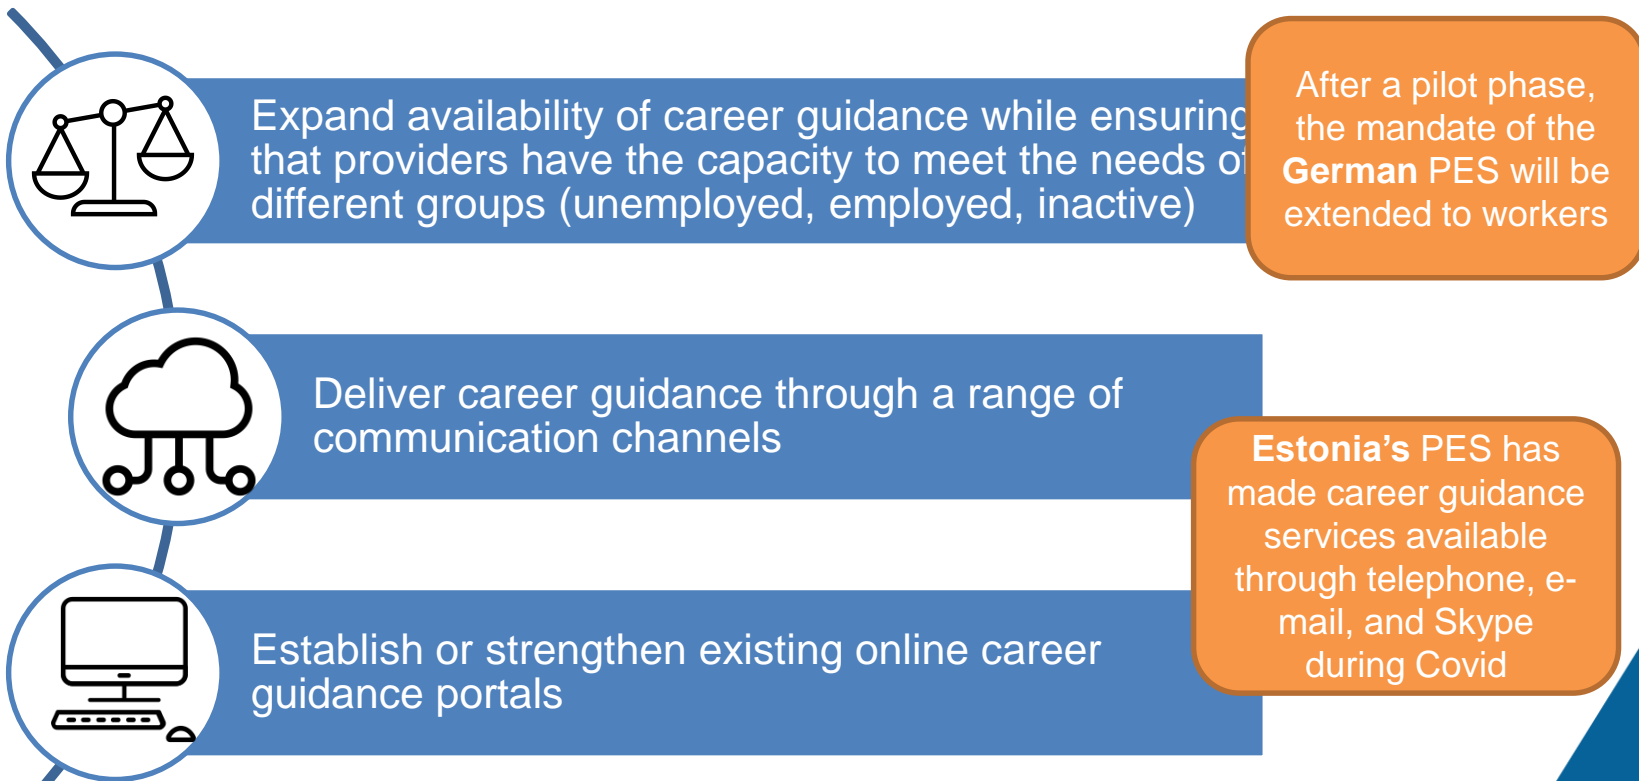 Expand availability of career guidance while ensuring
that providers have the capacity to meet the needs of
different groups (unemployed, employed, inactive)
After a pilot phase,
the mandate of the
German PES will be
extended to workers
Deliver career guidance through a range of
communication channels
Estonia’s PES has
made career guidance
services available
through telephone, e-
mail, and Skype
during Covid
Establish or strengthen existing online career
guidance portals